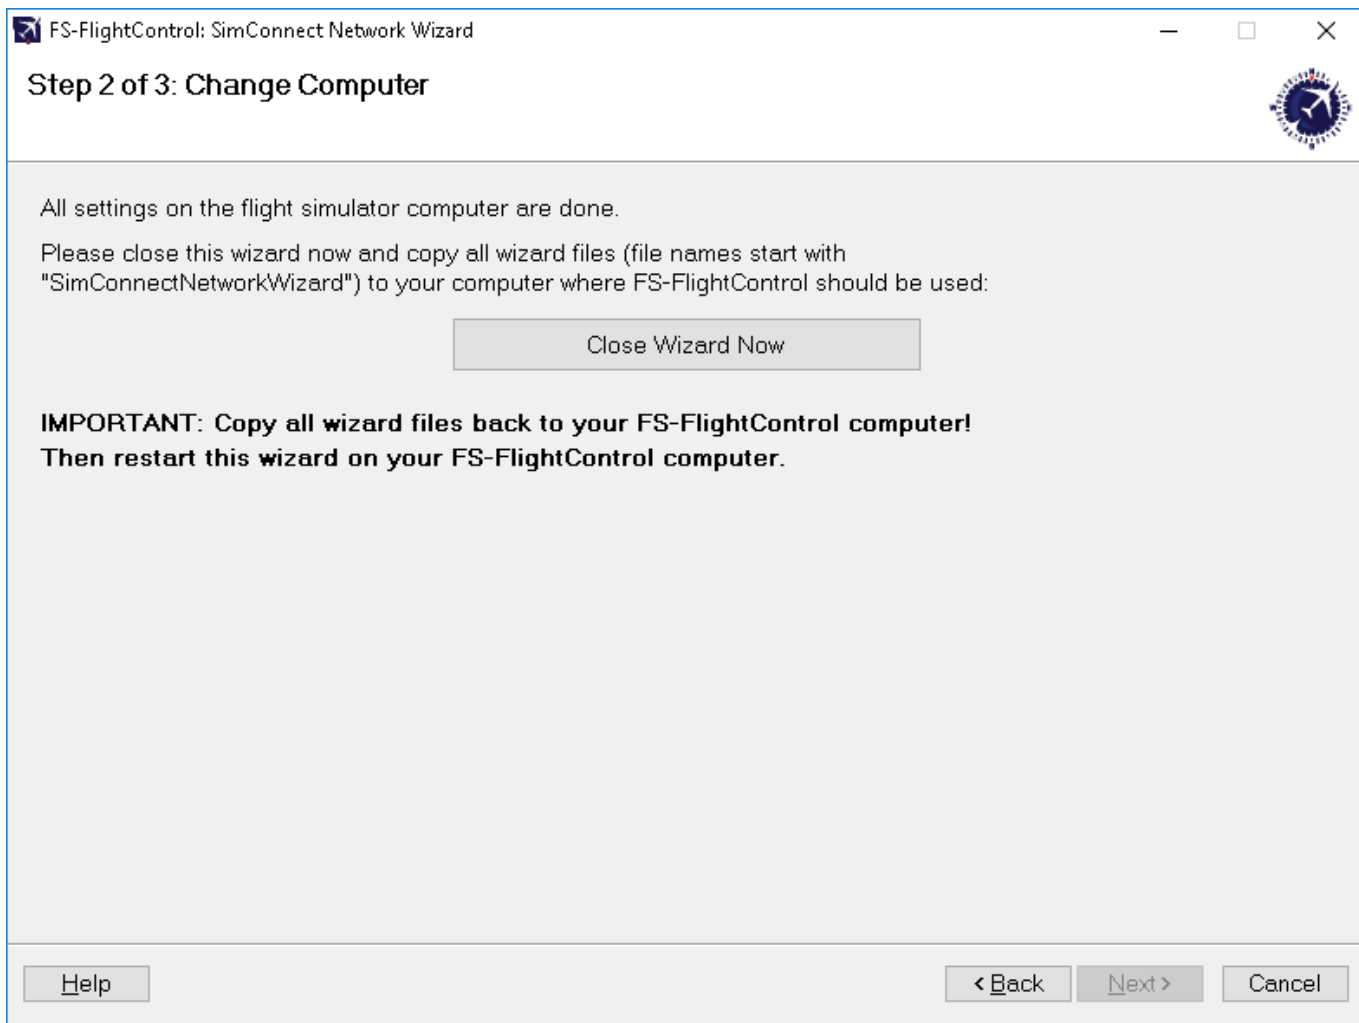 FS-FlightControl: SimConnect Network Wizard
Step 2 of 3: Change Computer
All settings on the flight simulator computer are done.
Please close this wizard now and copy all wizard files (file names start with
"SimConnectNetworkWizard") to your computer where FS-FlightControl should be used:
Close Wizard Now
IMPORTANT: Copy all wizard files back to your FS-FlightControl computer!
Then restart this wizard on your FS-FlightControl computer.
Help
< Back
Next >
Cancel